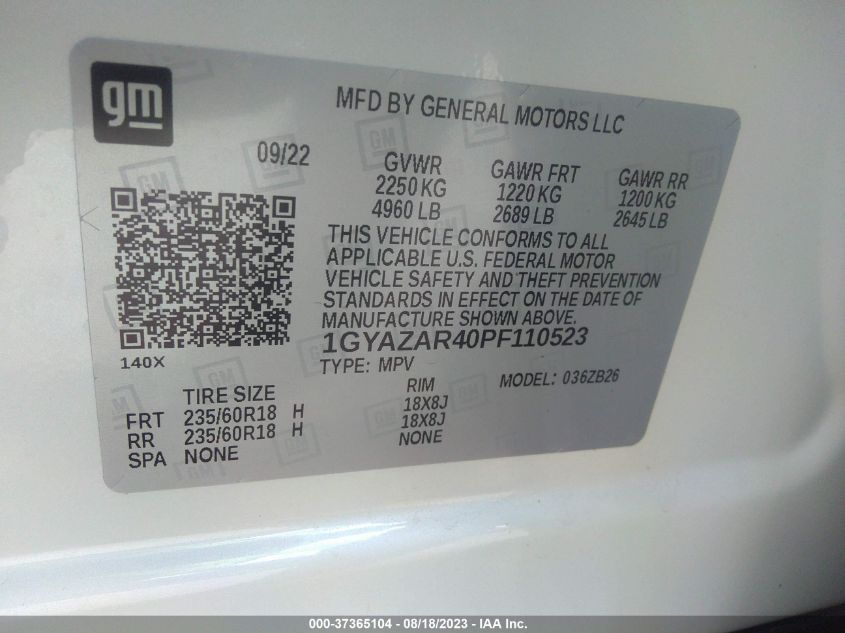 gm
MFD BY GENERAL MOTORS LLC
09/22
GVWR GAWR FRT GAWR RR
2250 KG 1220 KG 1200 KG
4960 LB 2689 LB 2645 LB
THIS VEHICLE CONFORMS TO ALL
APPLICABLE U.S. FEDERAL MOTOR
VEHICLE SAFETY AND THEFT PREVENTION
STANDARDS IN EFFECT ON THE DATE OF
MANUFACTURE SHOWN ABOVE.
1GYAZAR40PF110523
140X
TYPE: MPV MODEL: 036ZB26
TIRE SIZE RIM
FRT 235/60R18 H 18X8J
RR 235/60R18 H 18X8J
SPA NONE NONE
000-37365104 - 08/18/2023 - IAA Inc.